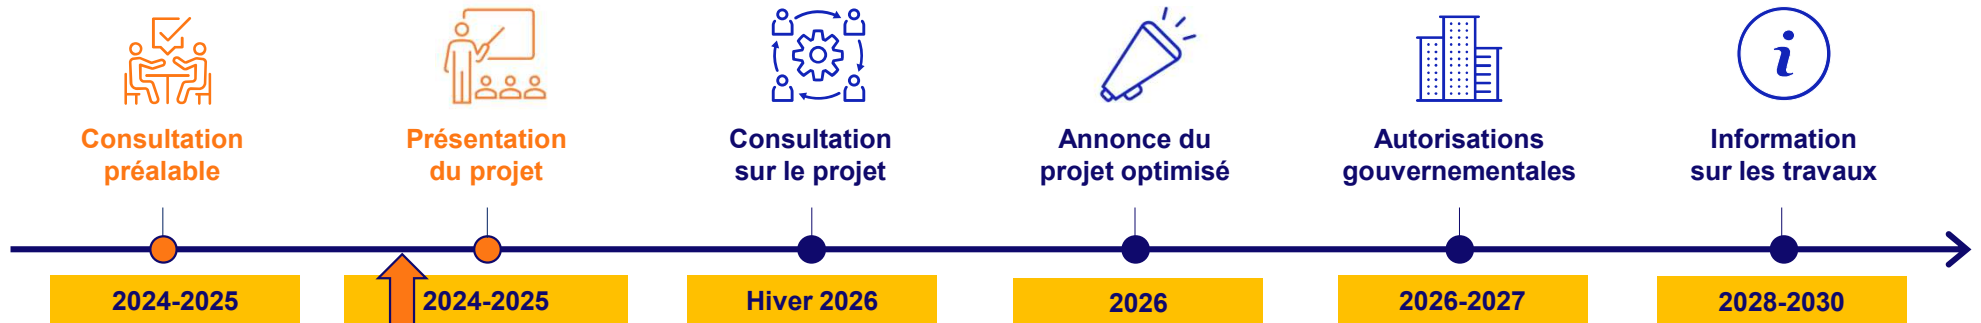 Consultation
préalable
Présentation
du projet
Consultation
sur le projet
Annonce du
projet optimisé
Autorisations
gouvernementales
Information
sur les travaux
2024-2025
2024-2025
Hiver 2026
2026
2026-2027
2028-2030